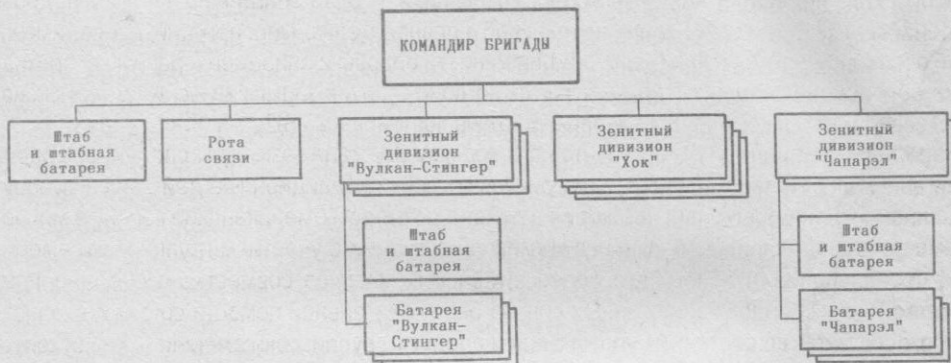 КОМАНДИР БРИГАДЫ
Штаб
и штабная
батарея
Рота
связи
Зенитный
дивизион
"Вулкан-Стингер"
Зенитный
дивизион
"Хок"
Зенитный
дивизион
"Чапарэл"
Штаб
и штабная
батарея
Батарея
"Вулкан-
Стингер"
Штаб
и штабная
батарея
Батарея
"Чапарэл"